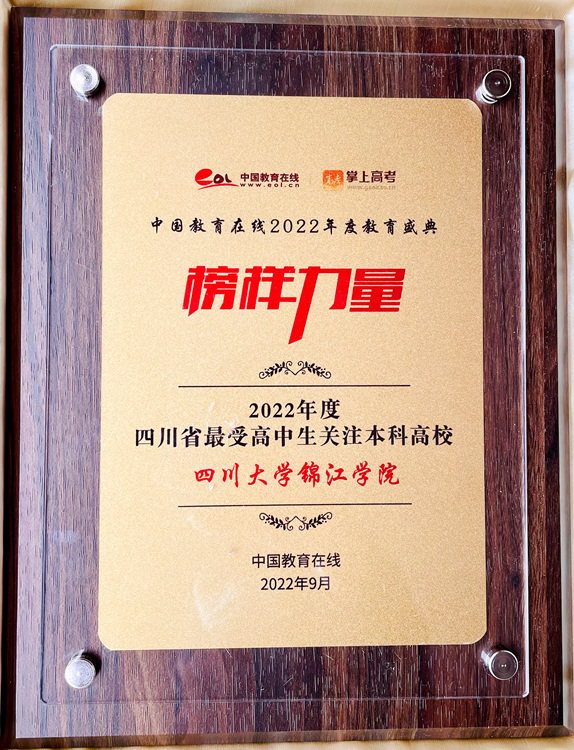 eol 中国教育在线 掌上高考
www.eol.cn
中国教育在线2022年度教育盛典
榜样力量
2022年度
四川省最受高中生关注本科高校
四川大学锦江学院
中国教育在线
2022年9月